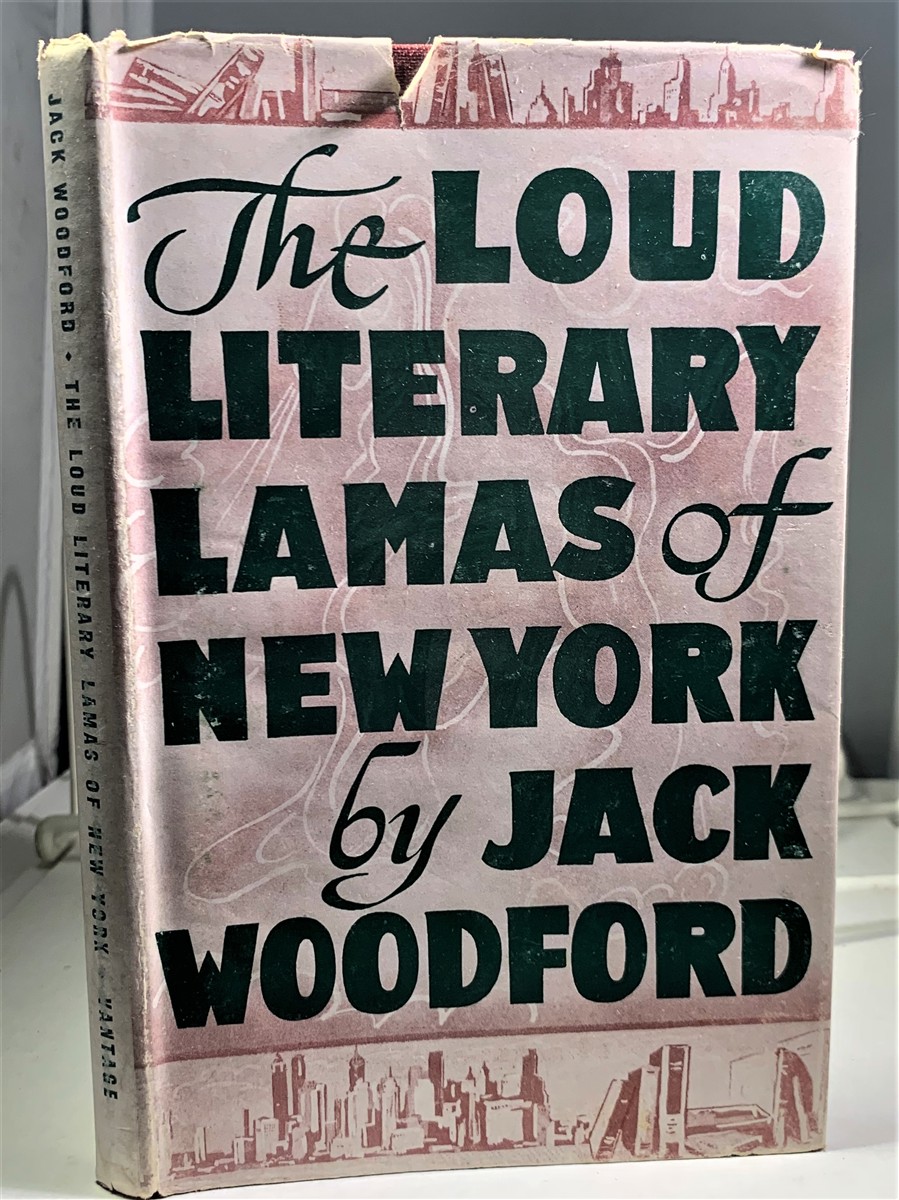 The LOUD
LITERARY
LAMAS of
NEW YORK
by JACK
WOODFORD
JACK WOODFORD • THE LOUD LITERARY LAMAS OF NEW YORK • VANTAGE